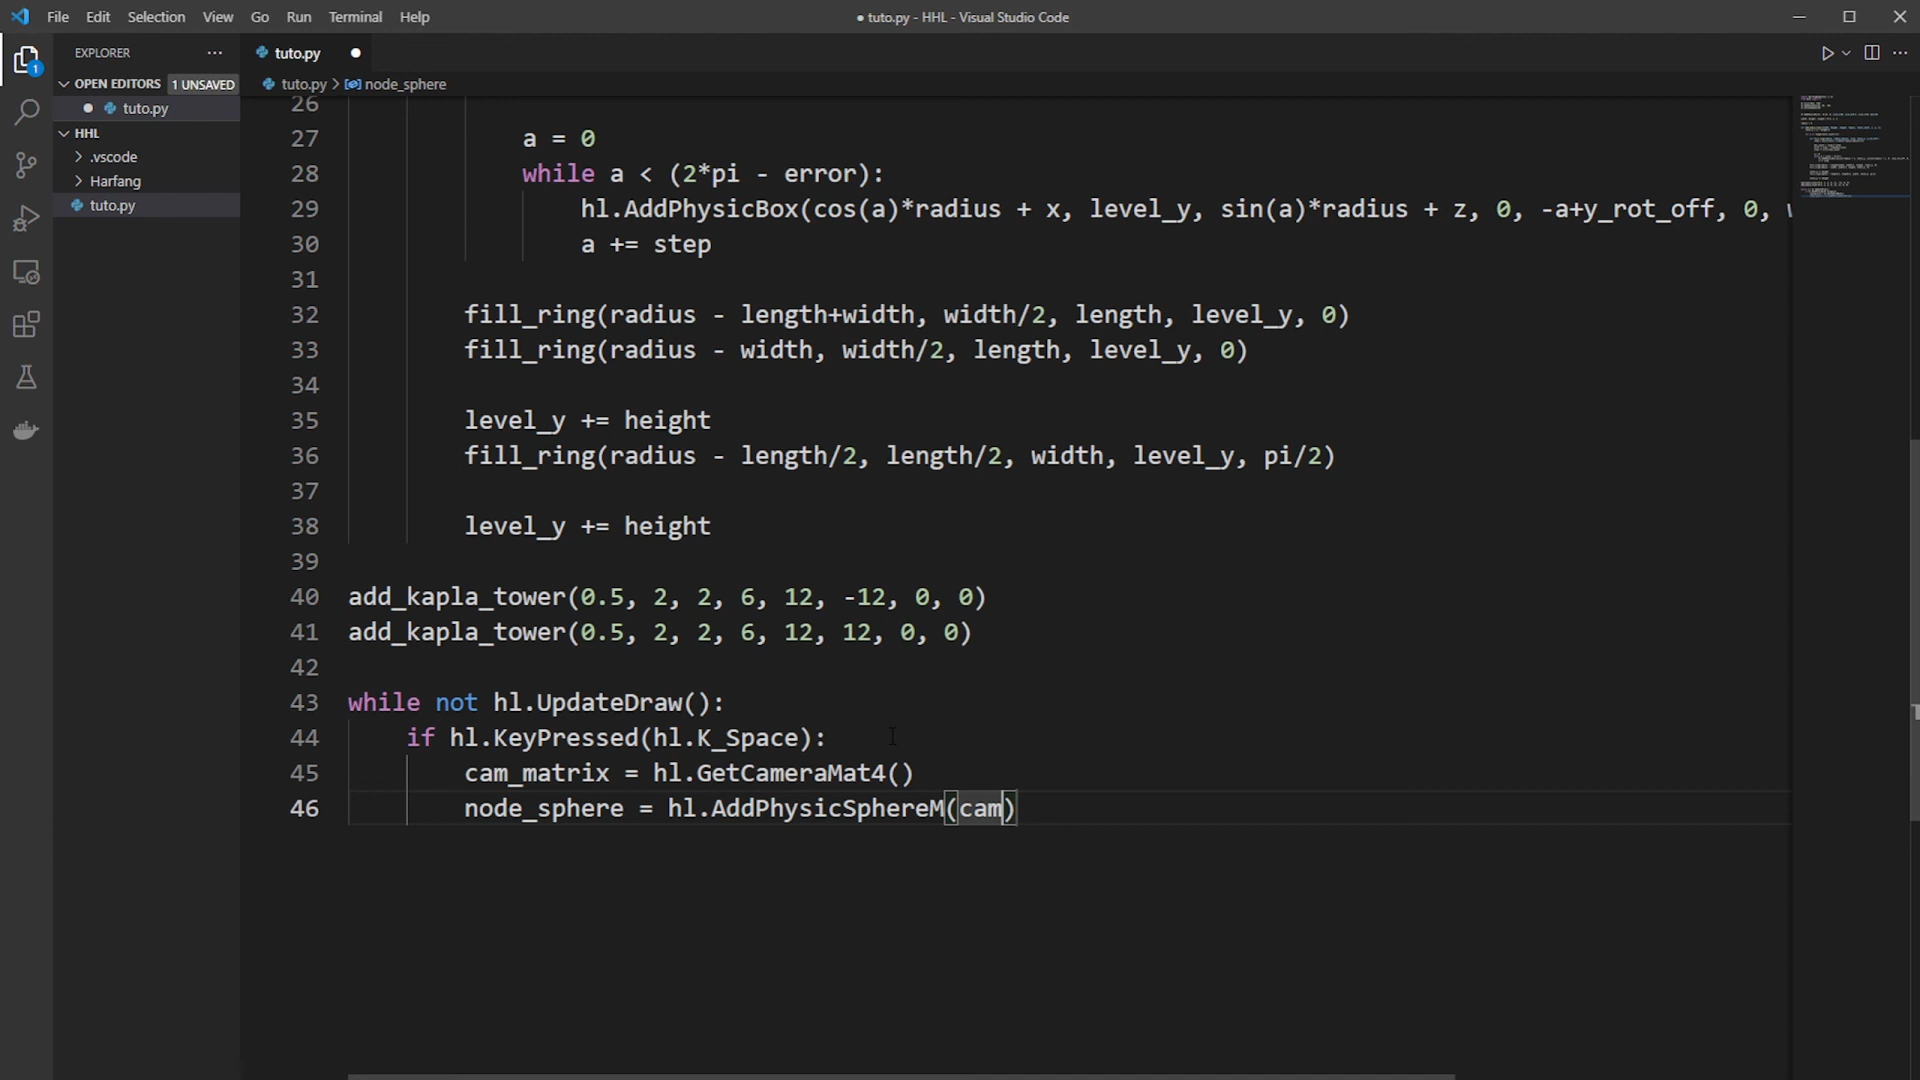 File Edit Selection View Go Run Terminal Help
● tuto.py - HHL - Visual Studio Code
EXPLORER ···
tuto.py ●
OPEN EDITORS 1 UNSAVED
tuto.py > node_sphere
● tuto.py
HHL
.vscode
Harfang
tuto.py
1
26
27 a = 0
28 while a < (2*pi - error):
29 hl.AddPhysicBox(cos(a)*radius + x, level_y, sin(a)*radius + z, 0, -a+y_rot_off, 0,
30 a += step
31
32 fill_ring(radius - length+width, width/2, length, level_y, 0)
33 fill_ring(radius - width, width/2, length, level_y, 0)
34
35 level_y += height
36 fill_ring(radius - length/2, length/2, width, level_y, pi/2)
37
38 level_y += height
39
40 add_kapla_tower(0.5, 2, 2, 6, 12, -12, 0, 0)
41 add_kapla_tower(0.5, 2, 2, 6, 12, 12, 0, 0)
42
43 while not hl.UpdateDraw():
44 if hl.KeyPressed(hl.K_Space):
45 cam_matrix = hl.GetCameraMat4()
46 node_sphere = hl.AddPhysicSphereM(cam)